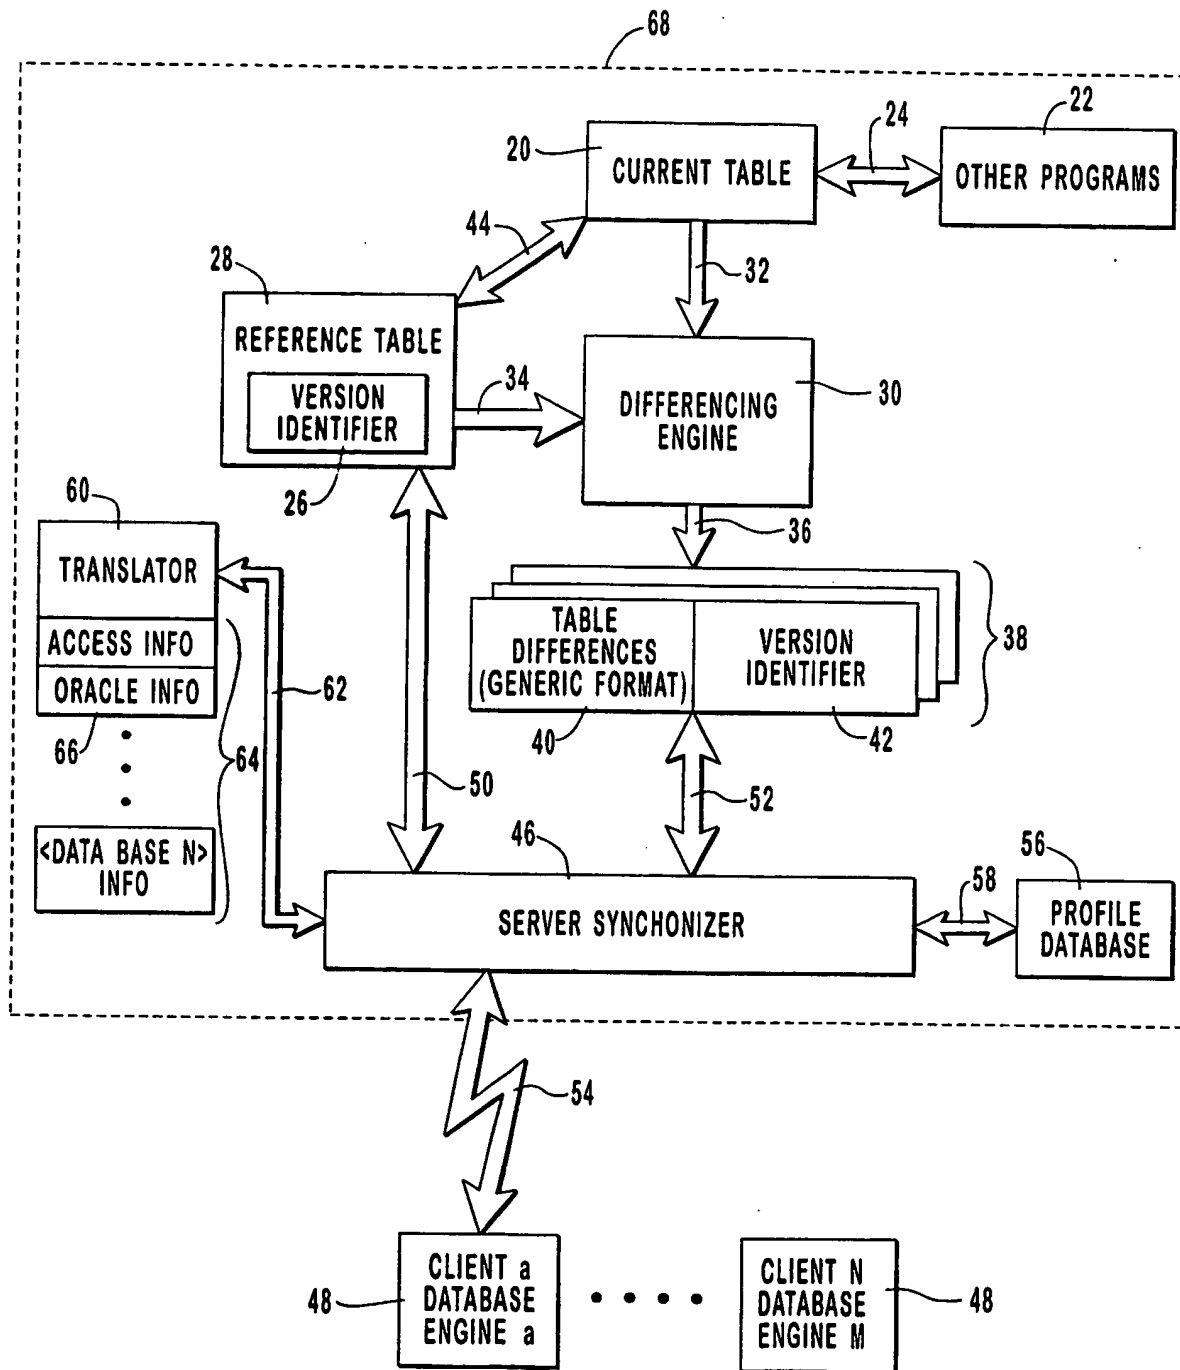 68
20
CURRENT TABLE
24
22
OTHER PROGRAMS
44
32
28
REFERENCE TABLE
VERSION
IDENTIFIER
26
34
DIFFERENCING
ENGINE
30
36
60
TRANSLATOR
ACCESS INFO
ORACLE INFO
66
64
<DATA BASE N>
INFO
62
TABLE
DIFFERENCES
(GENERIC FORMAT)
VERSION
IDENTIFIER
38
40
42
50
52
46
SERVER SYNCHONIZER
58
56
PROFILE
DATABASE
54
48
CLIENT a
DATABASE
ENGINE a
CLIENT N
DATABASE
ENGINE M
48